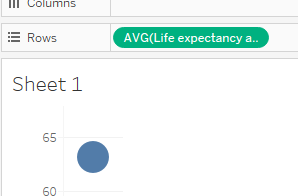 Columns
Rows
AVG(Life expectancy a..
Sheet 1
65
60